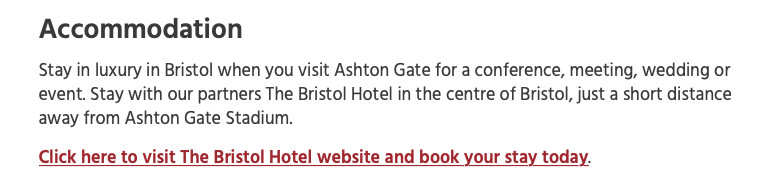 Accommodation
Stay in luxury in Bristol when you visit Ashton Gate for a conference, meeting, wedding or
event. Stay with our partners The Bristol Hotel in the centre of Bristol, just a short distance
away from Ashton Gate Stadium.
Click here to visit The Bristol Hotel website and book your stay today.